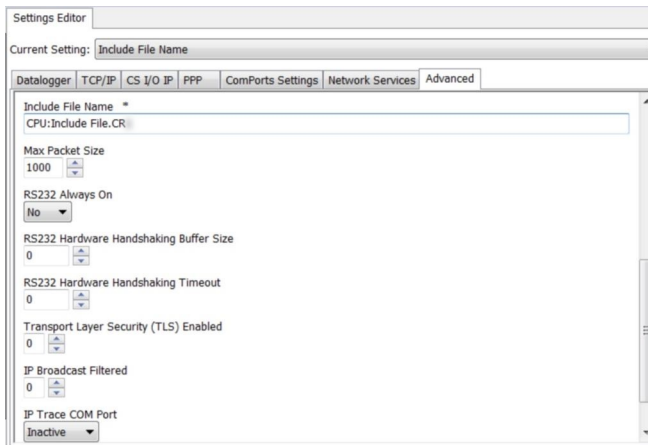 Settings Editor
Current Setting: Include File Name
Datalogger TCP/IP CS I/O IP PPP ComPorts Settings Network Services Advanced
Include File Name *
CPU:Include File.CR
Max Packet Size
1000
RS232 Always On
No
RS232 Hardware Handshaking Buffer Size
0
RS232 Hardware Handshaking Timeout
0
Transport Layer Security (TLS) Enabled
0
IP Broadcast Filtered
0
IP Trace COM Port
Inactive